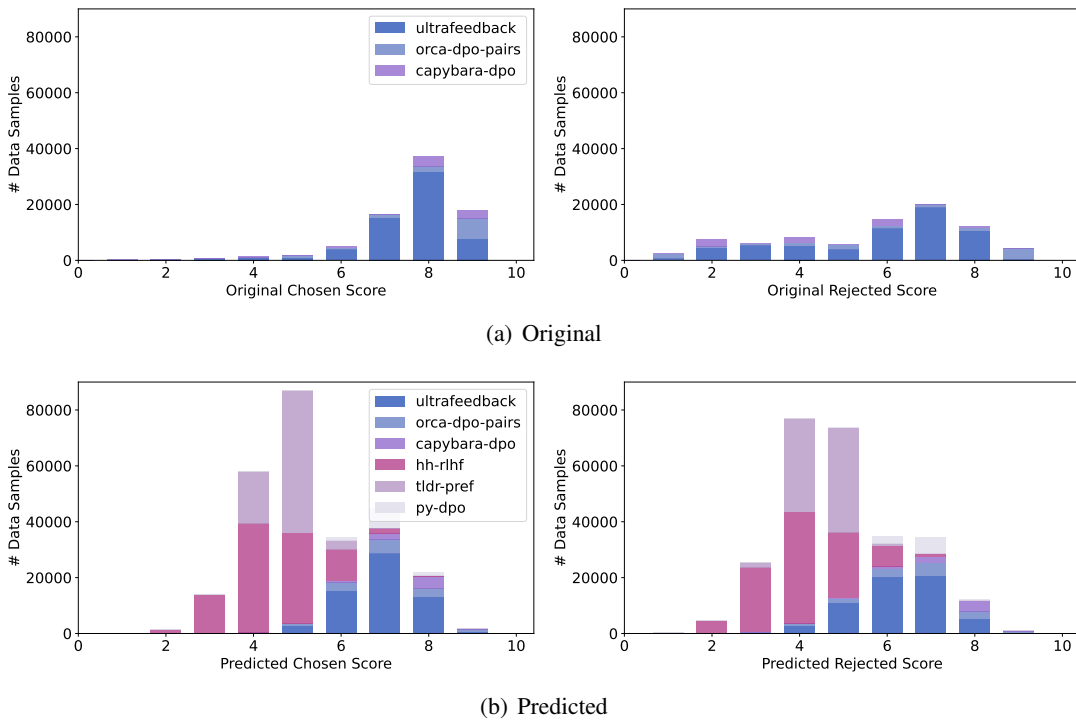 80000
60000
40000
20000
0
# Data Samples
ultrafeedback
orca-dpo-pairs
capybara-dpo
0 2 4 6 8 10
Original Chosen Score
80000
60000
40000
20000
0
# Data Samples
0 2 4 6 8 10
Original Rejected Score
(a) Original
80000
60000
40000
20000
0
# Data Samples
ultrafeedback
orca-dpo-pairs
capybara-dpo
hh-rlhf
tldr-pref
py-dpo
0 2 4 6 8 10
Predicted Chosen Score
80000
60000
40000
20000
0
# Data Samples
0 2 4 6 8 10
Predicted Rejected Score
(b) Predicted